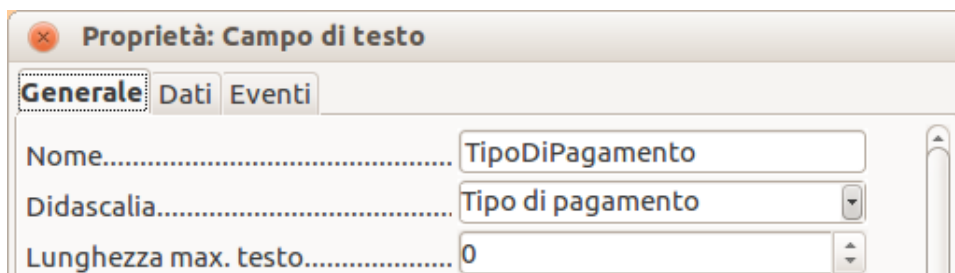 Proprietà: Campo di testo
Generale Dati Eventi
Nome............................................ TipoDiPagamento
Didascalia..................................... Tipo di pagamento
Lunghezza max. testo................... 0